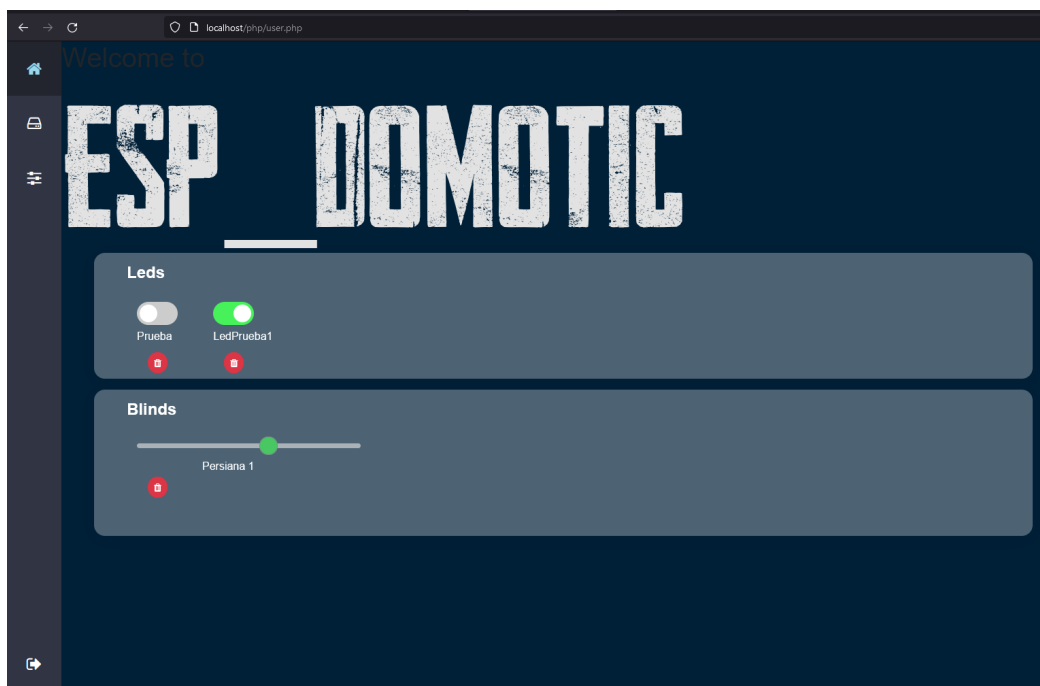 localhost/php/user.php
Welcome to
ESP_DOMOTIC
Leds
Prueba LedPrueba1
Blinds
Persiana 1